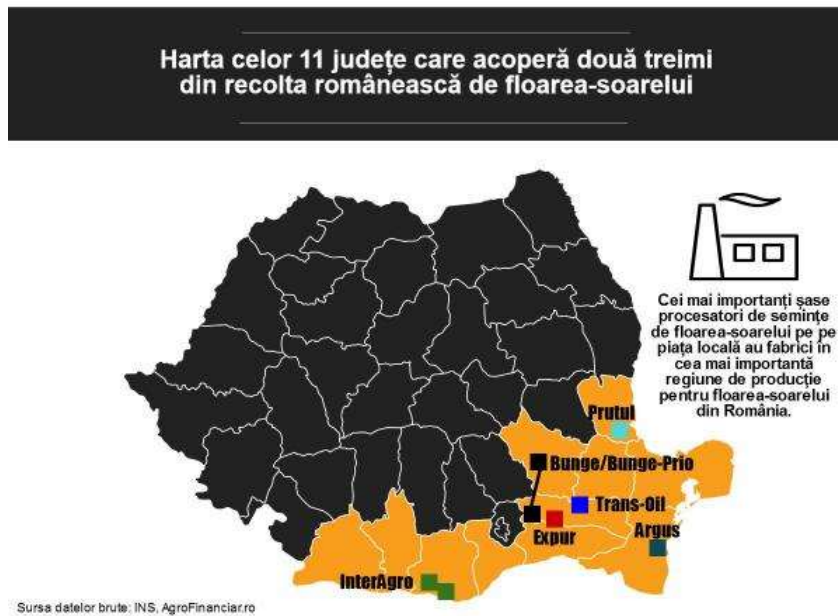 Harta celor 11 județe care acoperă două treimi
din recolta românească de floarea-soarelui
Cei mai importanți șase
procesatori de semințe
de floarea-soarelui pe pe
piața locală au fabrici în
cea mai importantă
regiune de producție
pentru floarea-soarelui
din România.
Prutul
Bunge/Bunge-Prio
Trans-Oil
Expur
Argus
InterAgro
Sursa datelor brute: INS, AgroFinanciar.ro